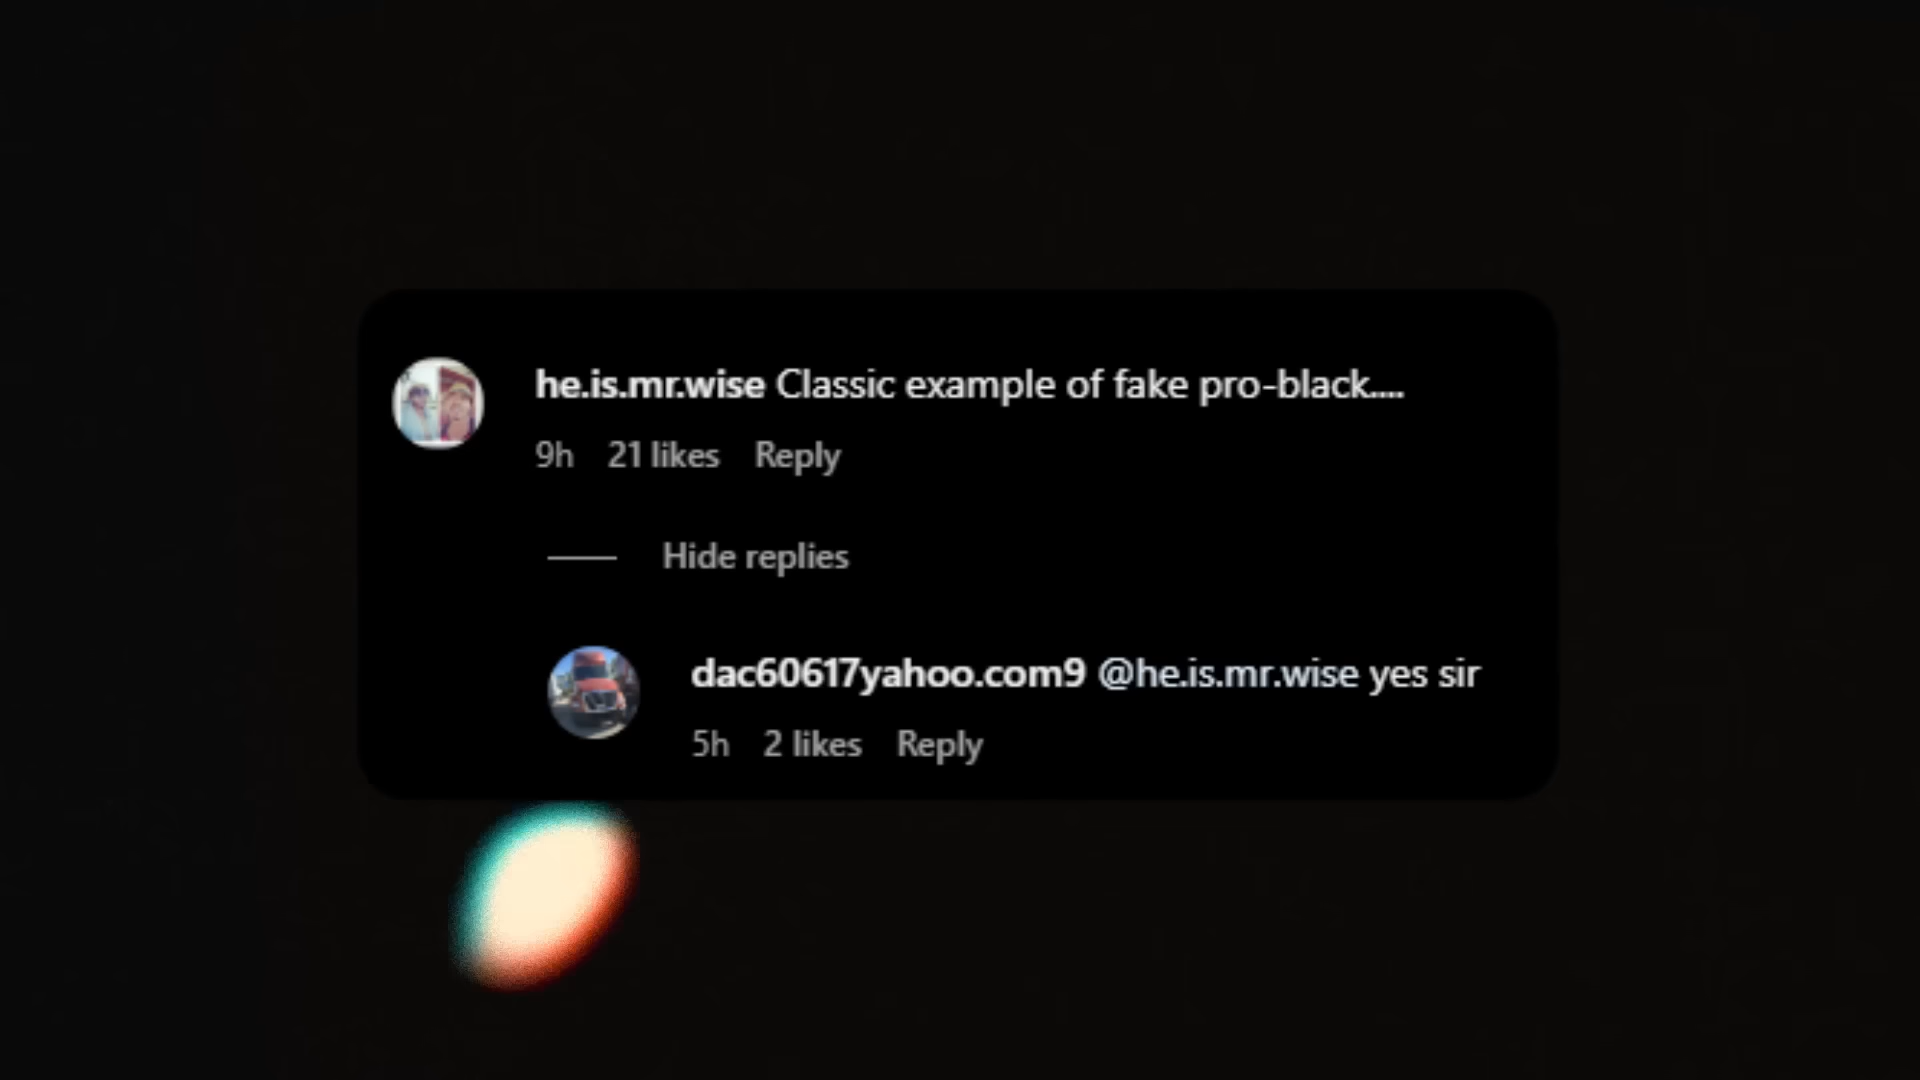 he.is.mr.wise Classic example of fake pro-black....
9h 21 likes Reply
Hide replies
dac60617yahoo.com9 @he.is.mr.wise yes sir
5h 2 likes Reply